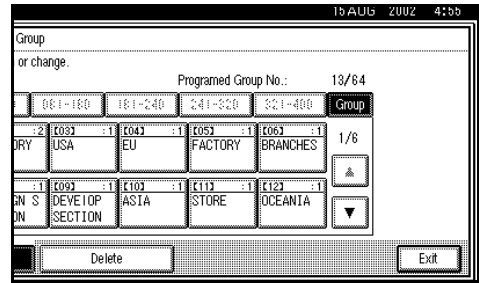 15 AUG 2002 4:55
Group
or change.
Programed Group No.: 13/64
081-160 161-240 241-320 321-400 Group
:2 [03] :1 [04] :1 [05] :1 [06] :1
ORY USA EU FACTORY BRANCHES
1/6
:1 [09] :1 [10] :1 [11] :1 [12] :1
GN S DEVEIOP ASIA STORE OCEANIA
ON SECTION
▲
▼
Delete Exit